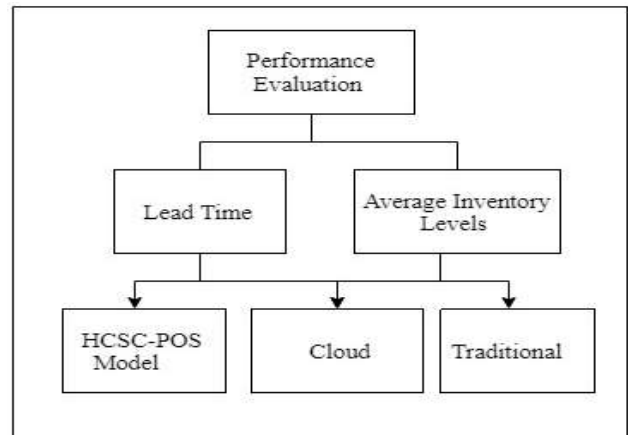 Performance
Evaluation
Lead Time
Average Inventory
Levels
HCSC-POS
Model
Cloud
Traditional